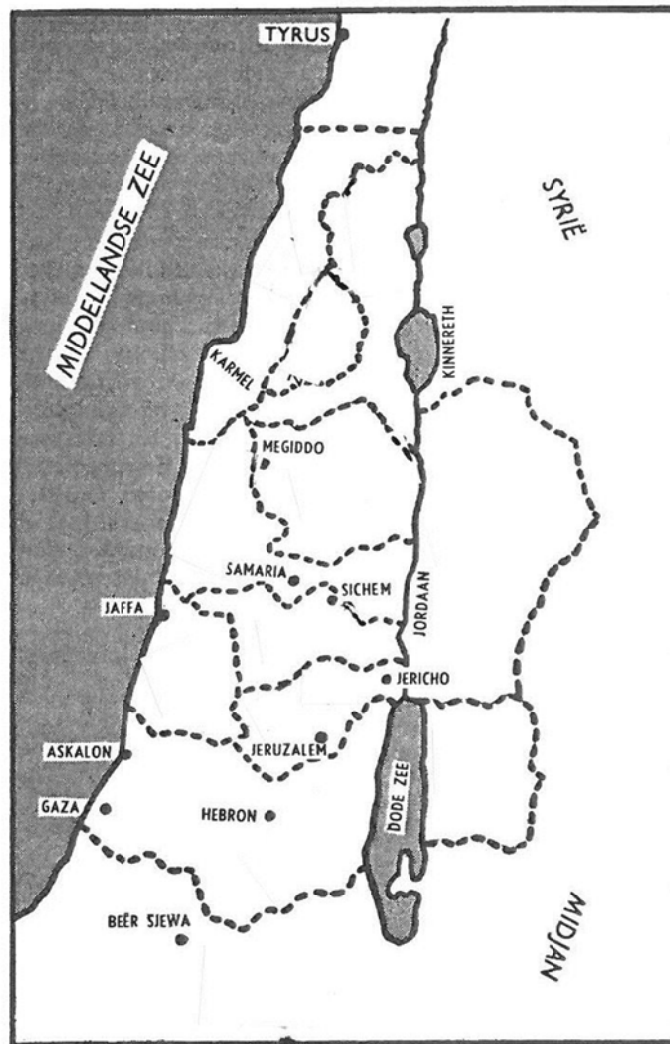 TYRUS
MIDDELLANDSE ZEE
SYRIË
KARMEL
KINNERETH
MEGIDDO
SAMARIA
SICHEM
JAFFA
JORDAAN
JERICHO
JERUZALEM
ASKALON
DODE ZEE
GAZA
HEBRON
MIDJAN
BEËR SJEWA